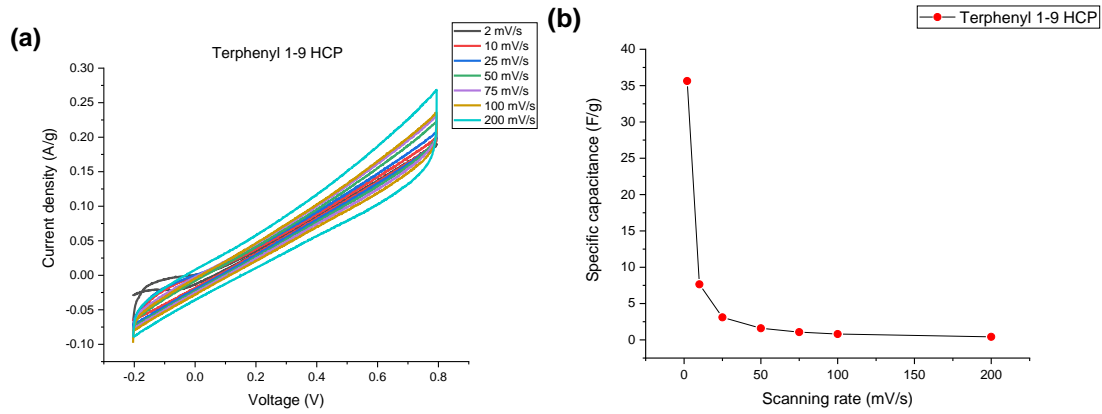 (a)
Terphenyl 1-9 HCP
2 mV/s
10 mV/s
25 mV/s
50 mV/s
75 mV/s
100 mV/s
200 mV/s
0.30
0.25
0.20
0.15
0.10
0.05
0.00
-0.05
-0.10
Current density (A/g)
-0.2
0.0
0.2
0.4
0.6
0.8
Voltage (V)
(b)
Terphenyl 1-9 HCP
40
35
30
25
20
15
10
5
0
Specific capacitance (F/g)
0
50
100
150
200
Scanning rate (mV/s)